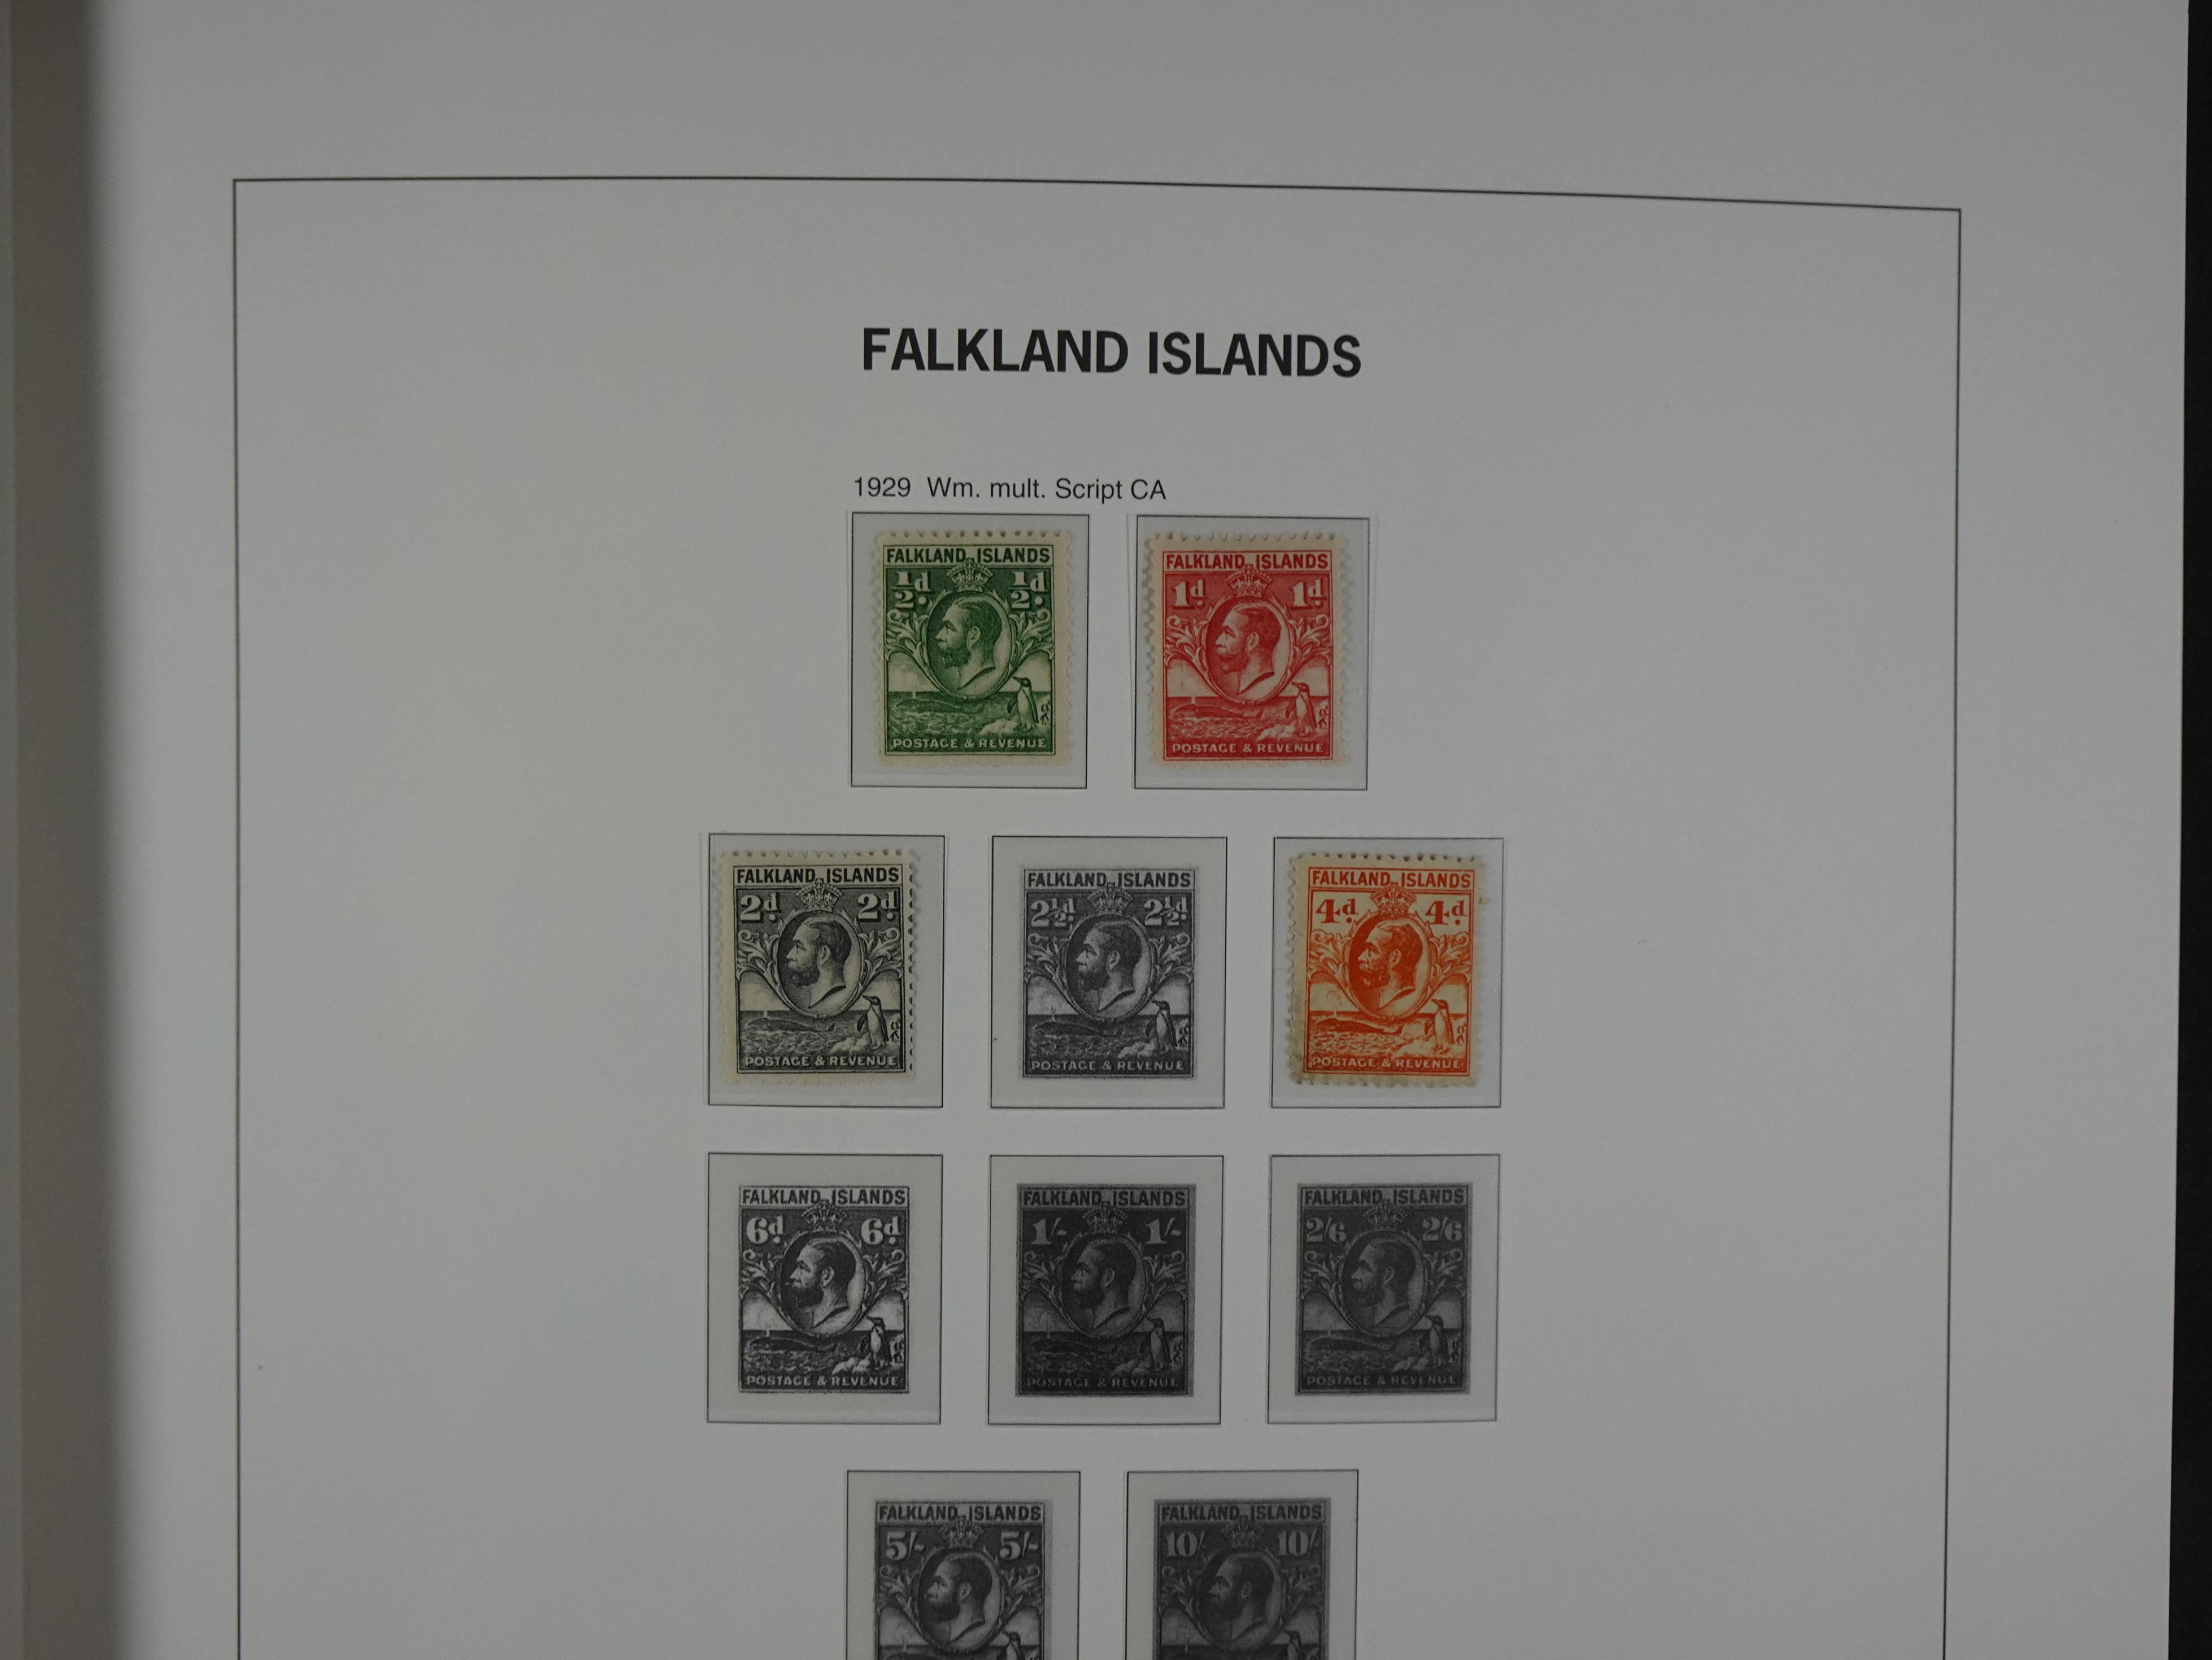 FALKLAND ISLANDS
1929 Wm. mult. Script CA
FALKLAND ISLANDS
½d. ½d.
POSTAGE & REVENUE
FALKLAND ISLANDS
1d. 1d.
POSTAGE & REVENUE
FALKLAND ISLANDS
2d. 2d.
POSTAGE & REVENUE
FALKLAND ISLANDS
2½d. 2½d.
POSTAGE & REVENUE
FALKLAND ISLANDS
4d. 4d.
POSTAGE & REVENUE
FALKLAND ISLANDS
6d. 6d.
POSTAGE & REVENUE
FALKLAND ISLANDS
1/- 1/-
POSTAGE & REVENUE
FALKLAND ISLANDS
2/6 2/6
POSTAGE & REVENUE
FALKLAND ISLANDS
5/- 5/-
FALKLAND ISLANDS
10/- 10/-